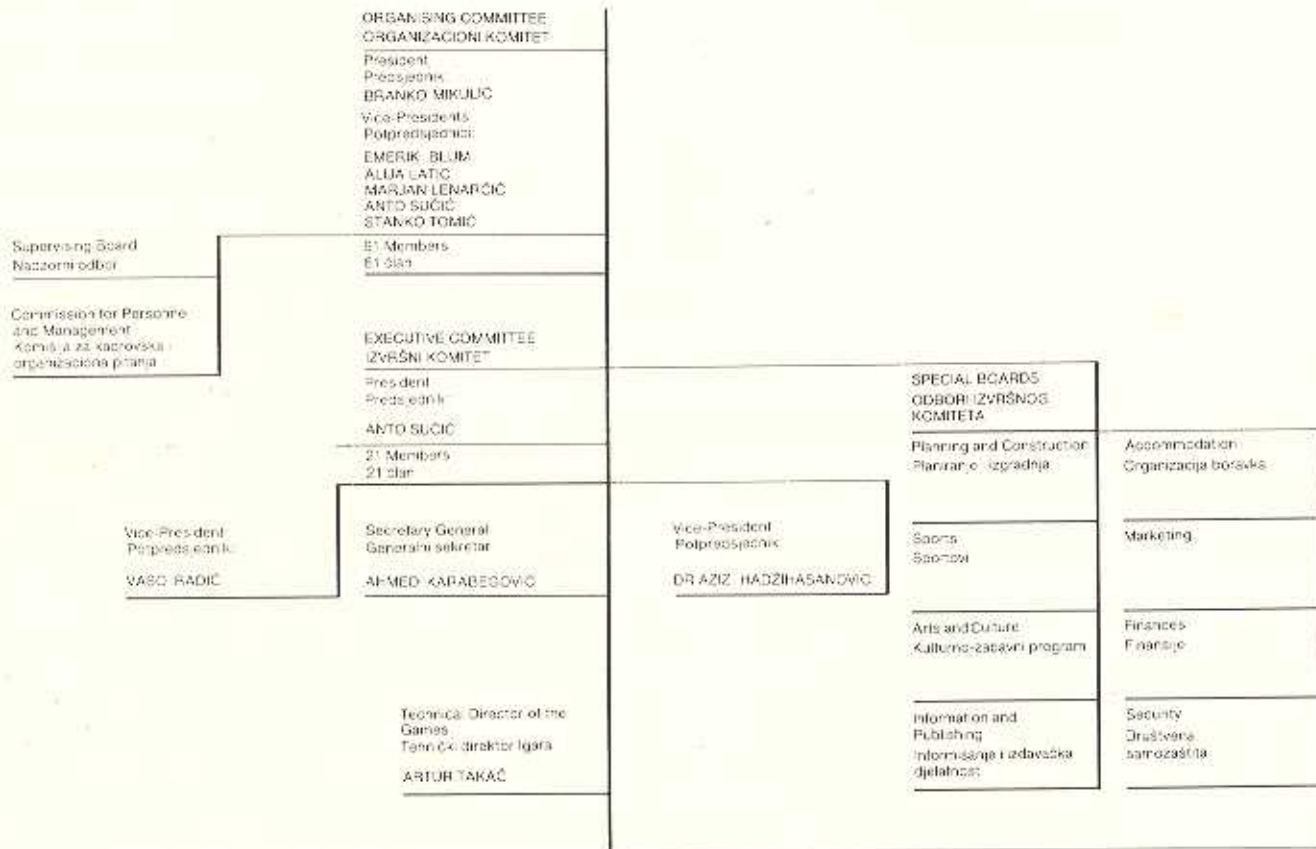 ORGANISING COMMITTEE
ORGANIZACIONI KOMITET
President
Predsjednik
BRANKO MIKULIĆ
Vice-Presidents
Potpredsjednici
EMERIK BLUM
ALIJA LATIĆ
MARJAN LENARČIČ
ANTO SUČIĆ
STANKO TOMIĆ
Members
član
Supervising Board
Nadzorni odbor
Commission for Personnel
and Management
Komisija za kadrovska i
organizaciona pitanja
EXECUTIVE COMMITTEE
IZVRŠNI KOMITET
President
Predsjednik
ANTO SUČIĆ
21 Members
21 član
Vice-President
Potpredsjednik
VASO RADIĆ
Secretary General
Generalni sekretar
AHMED KARABEGOVIĆ
Vice-President
Potpredsjednik
DR AZIZ HADŽIHASANOVIĆ
Technical Director of the
Games
Tehnički direktor Igara
ARTUR TAKAČ
SPECIAL BOARDS
ODBORI IZVRŠNOG
KOMITETA
Planning and Construction
Planiranje i izgradnja
Sports
Sportovi
Arts and Culture
Kulturno-zabavni program
Information and
Publishing
Informisanje i izdavačka
djelatnost
Accommodation
Organizacija boravka
Marketing
Finances
Finansije
Security
Društvena
samozaštita